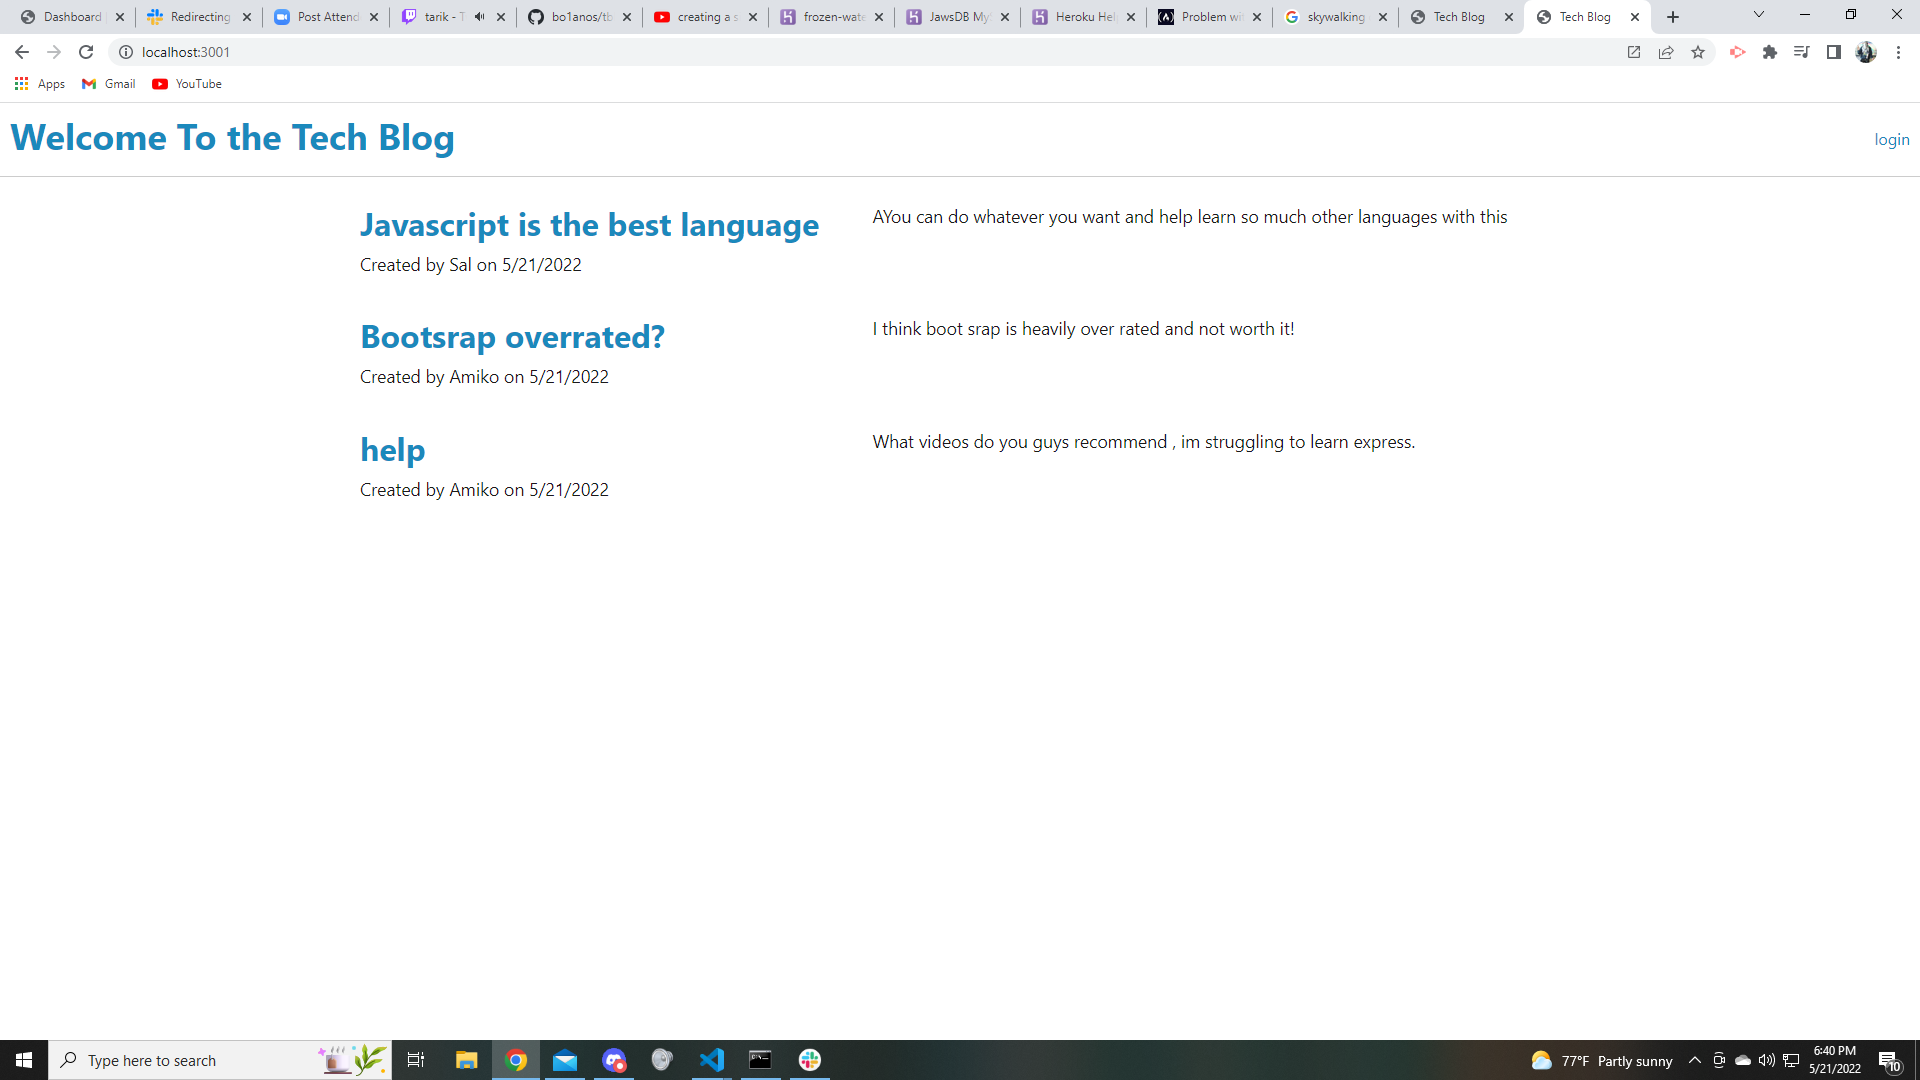 Dashboard
Redirecting
Post Attend
tarik - T
bo1anos/tb
creating a s
frozen-wate
JawsDB My
Heroku Hel
Problem wi
skywalking
Tech Blog
Tech Blog
localhost:3001
Apps
Gmail
YouTube
Welcome To the Tech Blog
login
Javascript is the best language
AYou can do whatever you want and help learn so much other languages with this
Created by Sal on 5/21/2022
Bootsrap overrated?
I think boot srap is heavily over rated and not worth it!
Created by Amiko on 5/21/2022
help
What videos do you guys recommend , im struggling to learn express.
Created by Amiko on 5/21/2022
Type here to search
77°F Partly sunny
6:40 PM
5/21/2022
10